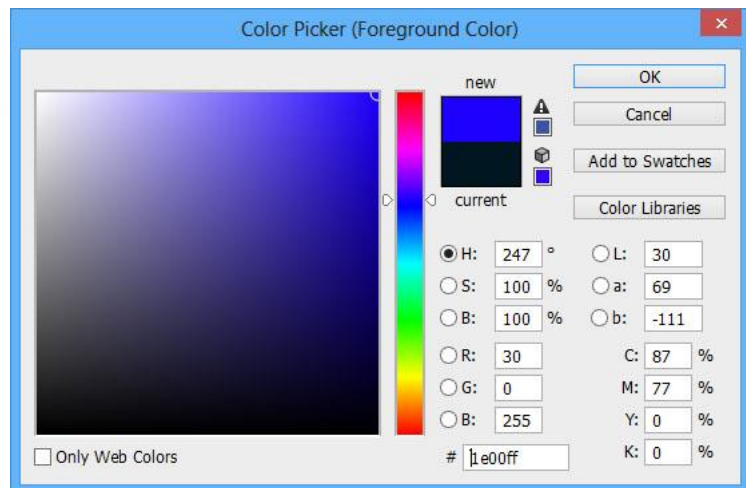 Color Picker (Foreground Color)
new
current
OK
Cancel
Add to Swatches
Color Libraries
H: 247 °
S: 100 %
B: 100 %
R: 30
G: 0
B: 255
# 1e00ff
L: 30
a: 69
b: -111
C: 87 %
M: 77 %
Y: 0 %
K: 0 %
Only Web Colors